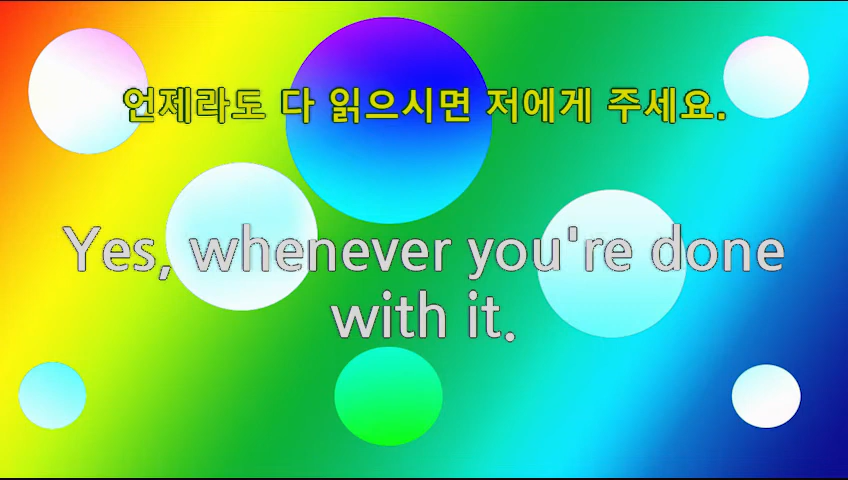 언제라도 다 읽으시면 저에게 주세요.
Yes, whenever you're done
with it.